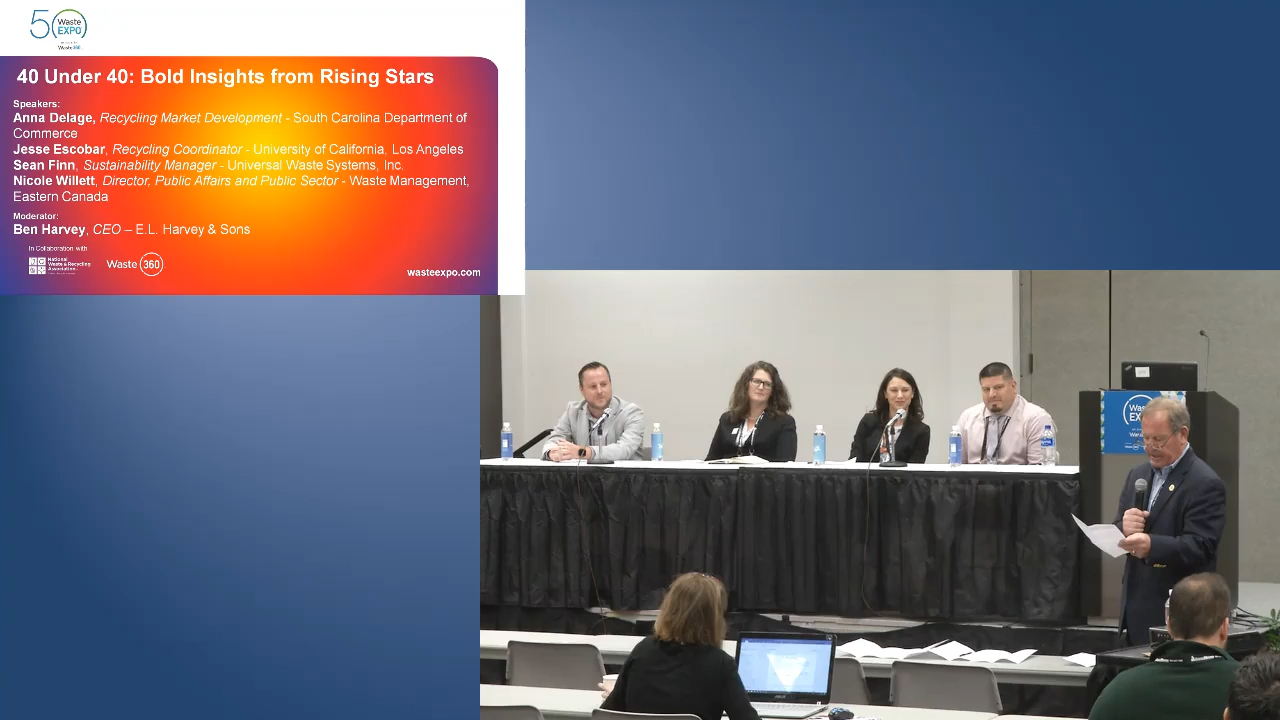 50
Waste
EXPO
Waste360
40 Under 40: Bold Insights from Rising Stars
Speakers:
Anna Delage, Recycling Market Development - South Carolina Department of
Commerce
Jesse Escobar, Recycling Coordinator - University of California, Los Angeles
Sean Finn, Sustainability Manager - Universal Waste Systems, Inc.
Nicole Willett, Director, Public Affairs and Public Sector - Waste Management,
Eastern Canada
Moderator:
Ben Harvey, CEO – E.L. Harvey & Sons
In Collaboration with
National
Waste & Recycling
Association
Waste 360
wasteexpo.com